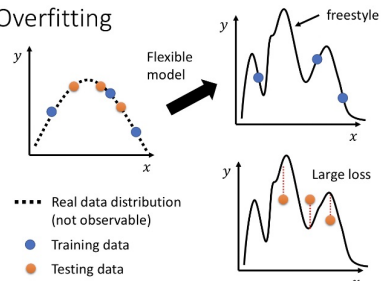 Overfitting
y
x
Flexible
model
y
freestyle
x
Real data distribution
(not observable)
Training data
Testing data
y
Large loss